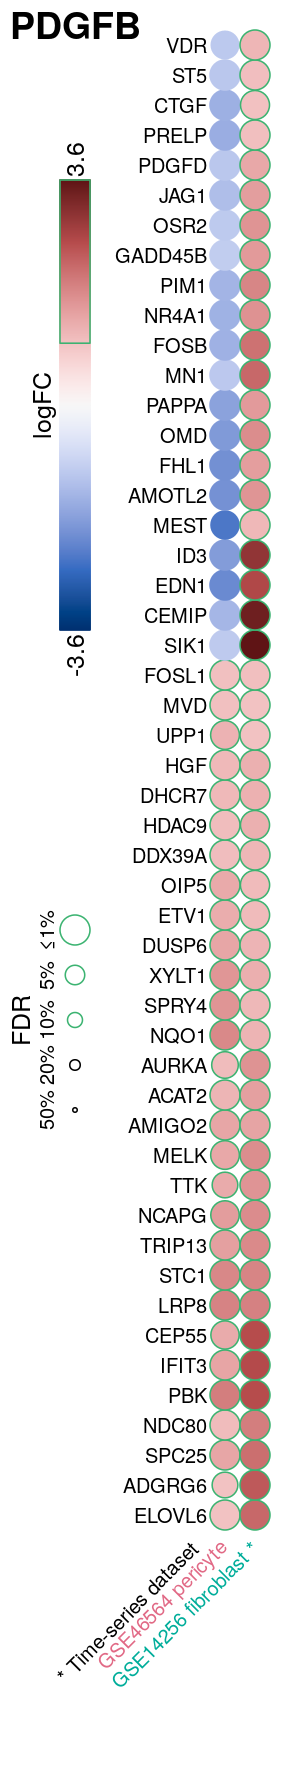 PDGFB
3.6
logFC
-3.6
FDR
≤1%
5%
10%
20%
50%
VDR
ST5
CTGF
PRELP
PDGFD
JAG1
OSR2
GADD45B
PIM1
NR4A1
FOSB
MN1
PAPPA
OMD
FHL1
AMOTL2
MEST
ID3
EDN1
CEMIP
SIK1
FOSL1
MVD
UPP1
HGF
DHCR7
HDAC9
DDX39A
OIP5
ETV1
DUSP6
XYLT1
SPRY4
NQO1
AURKA
ACAT2
AMIGO2
MELK
TTK
NCAPG
TRIP13
STC1
LRP8
CEP55
IFIT3
PBK
NDC80
SPC25
ADGRG6
ELOVL6
* Time-series dataset
GSE46564 pericyte
GSE14256 fibroblast *